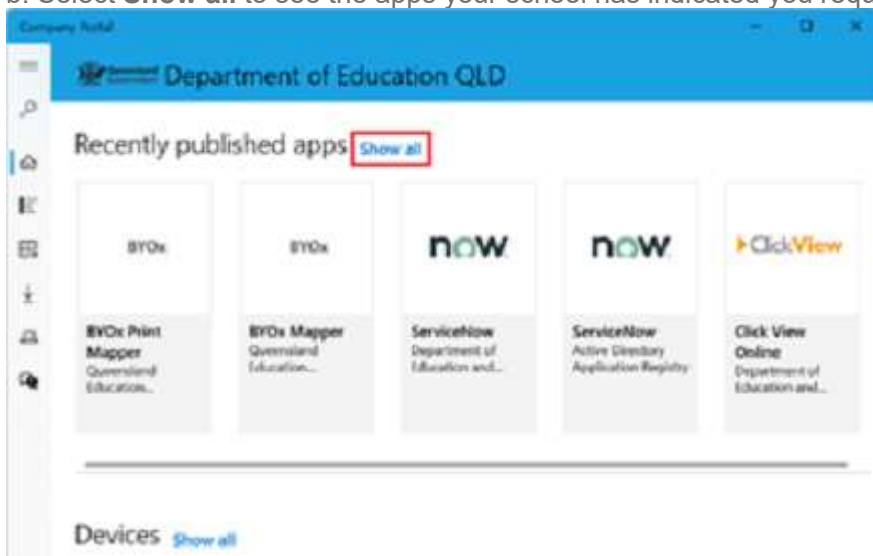 b. Select Show all to see the apps your school has indicated you requ
Company Portal
Queensland Government
Department of Education QLD
Recently published apps Show all
BYOx
BYOx
now
now
ClickView
BYOx Print Mapper
Queensland Education...
BYOx Mapper
Queensland Education...
ServiceNow
Department of Education and...
ServiceNow
Active Directory Application Registry
Click View Online
Department of Education and...
Devices Show all